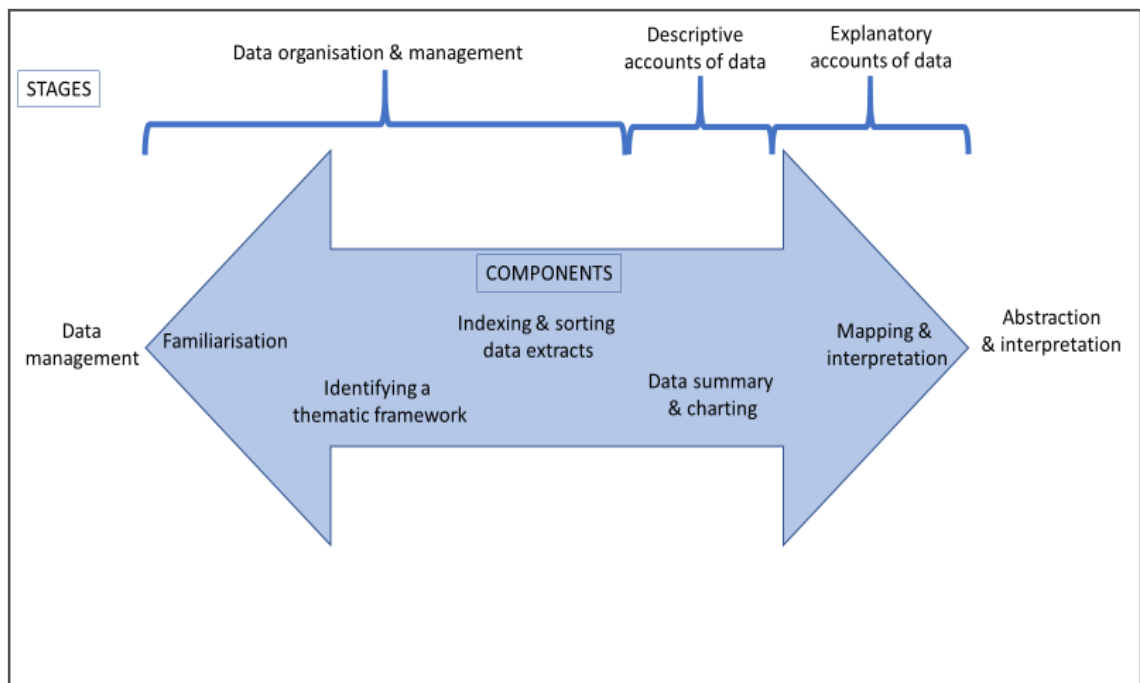 Data organisation & management
Descriptive
accounts of data
Explanatory
accounts of data
STAGES
COMPONENTS
Data
management
Familiarisation
Identifying a
thematic framework
Indexing & sorting
data extracts
Data summary
& charting
Mapping &
interpretation
Abstraction
& interpretation